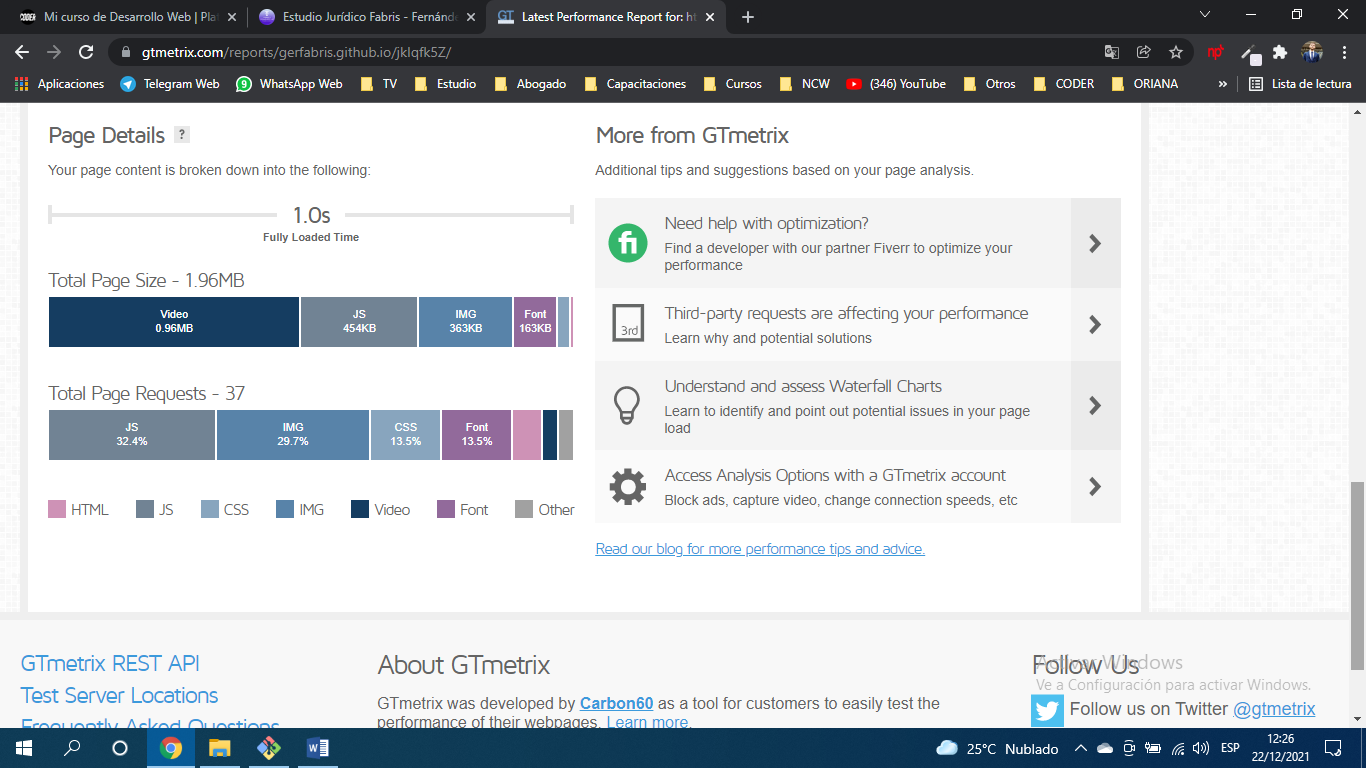 Mi curso de Desarrollo Web | Plat
Estudio Jurídico Fabris - Fernánde
GT
Latest Performance Report for: ht
gtmetrix.com/reports/gerfabris.github.io/jklqfk5Z/
Aplicaciones
Telegram Web
WhatsApp Web
TV
Estudio
Abogado
Capacitaciones
Cursos
NCW
(346) YouTube
Otros
CODER
ORIANA
»
Lista de lectura
Page Details ?
Your page content is broken down into the following:
1.0s
Fully Loaded Time
Total Page Size - 1.96MB
Video
0.96MB
JS
454KB
IMG
363KB
Font
163KB
Total Page Requests - 37
JS
32.4%
IMG
29.7%
CSS
13.5%
Font
13.5%
HTML
JS
CSS
IMG
Video
Font
Other
More from GTmetrix
Additional tips and suggestions based on your page analysis.
fi
Need help with optimization?
Find a developer with our partner Fiverr to optimize your
performance
3rd
Third-party requests are affecting your performance
Learn why and potential solutions
Understand and assess Waterfall Charts
Learn to identify and point out potential issues in your page
load
Access Analysis Options with a GTmetrix account
Block ads, capture video, change connection speeds, etc
Read our blog for more performance tips and advice.
GTmetrix REST API
Test Server Locations
Frequently Asked Questions
About GTmetrix
GTmetrix was developed by Carbon60 as a tool for customers to easily test the
performance of their webpages. Learn more.
Follow Us
Activar Windows
Ve a Configuración para activar Windows.
Follow us on Twitter @gtmetrix
25°C Nublado
ESP
12:26
22/12/2021